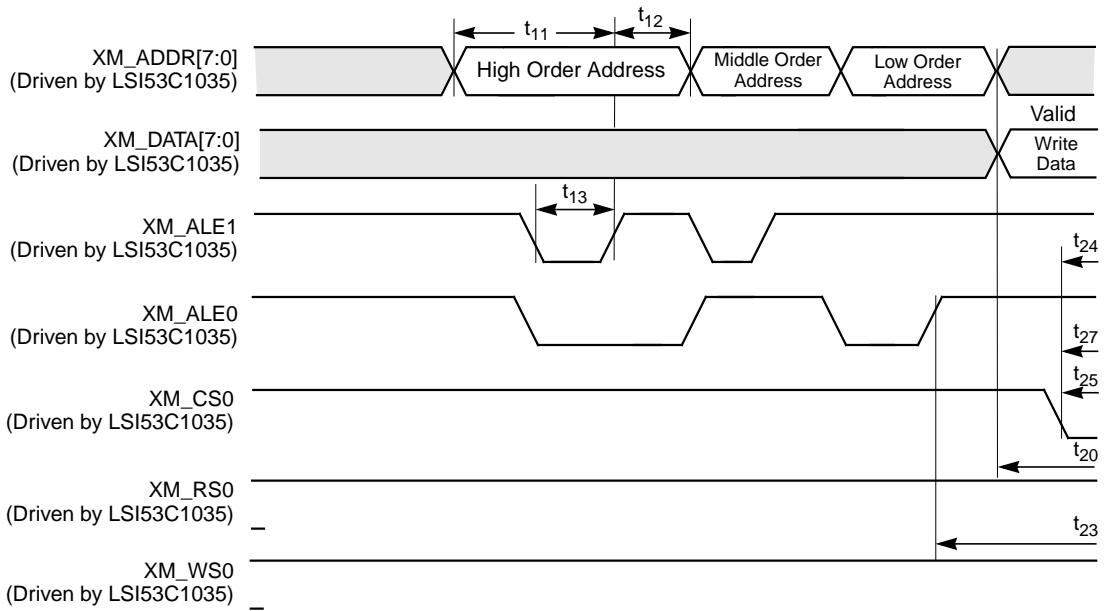 t11
t12
XM_ADDR[7:0]
(Driven by LSI53C1035)
High Order Address
Middle Order
Address
Low Order
Address
Valid
XM_DATA[7:0]
(Driven by LSI53C1035)
Write
Data
t13
XM_ALE1
(Driven by LSI53C1035)
t24
XM_ALE0
(Driven by LSI53C1035)
t27
t25
XM_CS0
(Driven by LSI53C1035)
t20
XM_RS0
(Driven by LSI53C1035)
t23
XM_WS0
(Driven by LSI53C1035)